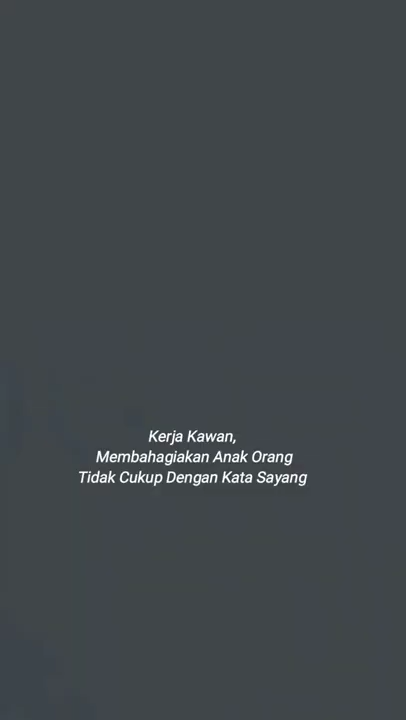 Kerja Kawan,
Membahagiakan Anak Orang
Tidak Cukup Dengan Kata Sayang